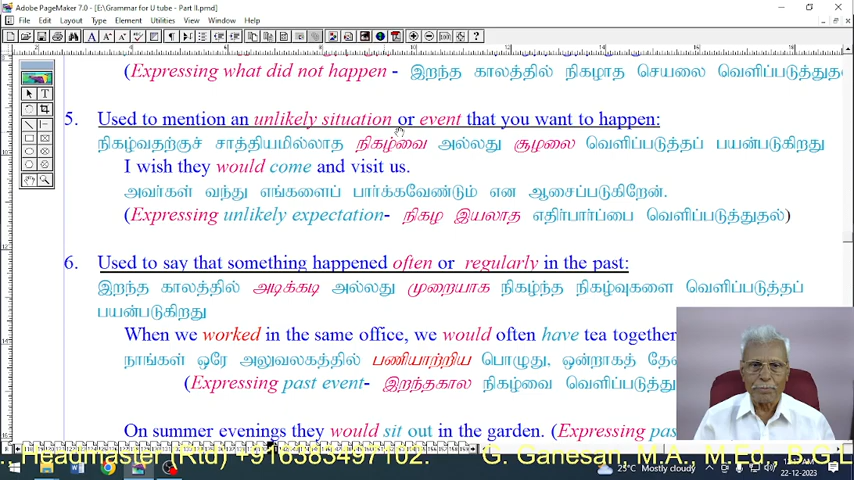 Adobe PageMaker 7.0 - [E:\Grammar for U tube - Part II.pmd]
File Edit Layout Type Element Utilities View Window Help
(Expressing what did not happen - இறந்த காலத்தில் நிகழாத செயலை வெளிப்படுத்துத
5. Used to mention an unlikely situation or event that you want to happen:
நிகழ்வதற்குச் சாத்தியமில்லாத நிகழ்வை அல்லது சூழலை வெளிப்படுத்தப் பயன்படுகிறது
I wish they would come and visit us.
அவர்கள் வந்து எங்களைப் பார்க்கவேண்டும் என ஆசைப்படுகிறேன்.
(Expressing unlikely expectation- நிகழ இயலாத எதிர்பார்ப்பை வெளிப்படுத்துதல்)
6. Used to say that something happened often or regularly in the past:
இறந்த காலத்தில் அடிக்கடி அல்லது முறையாக நிகழ்ந்த நிகழ்வுகளை வெளிப்படுத்தப்
பயன்படுகிறது
When we worked in the same office, we would often have tea together
நாங்கள் ஒரே அலுவலகத்தில் பணியாற்றிய பொழுது, ஒன்றாகத் தே
(Expressing past event- இறந்தகால நிகழ்வை வெளிப்படுத்து
On summer evenings they would sit out in the garden. (Expressing pas
Headmaster (Rtd) +916383497102. G. Ganesan, M.A., M.Ed., B.G.L
25°C Mostly cloudy
22-12-2023